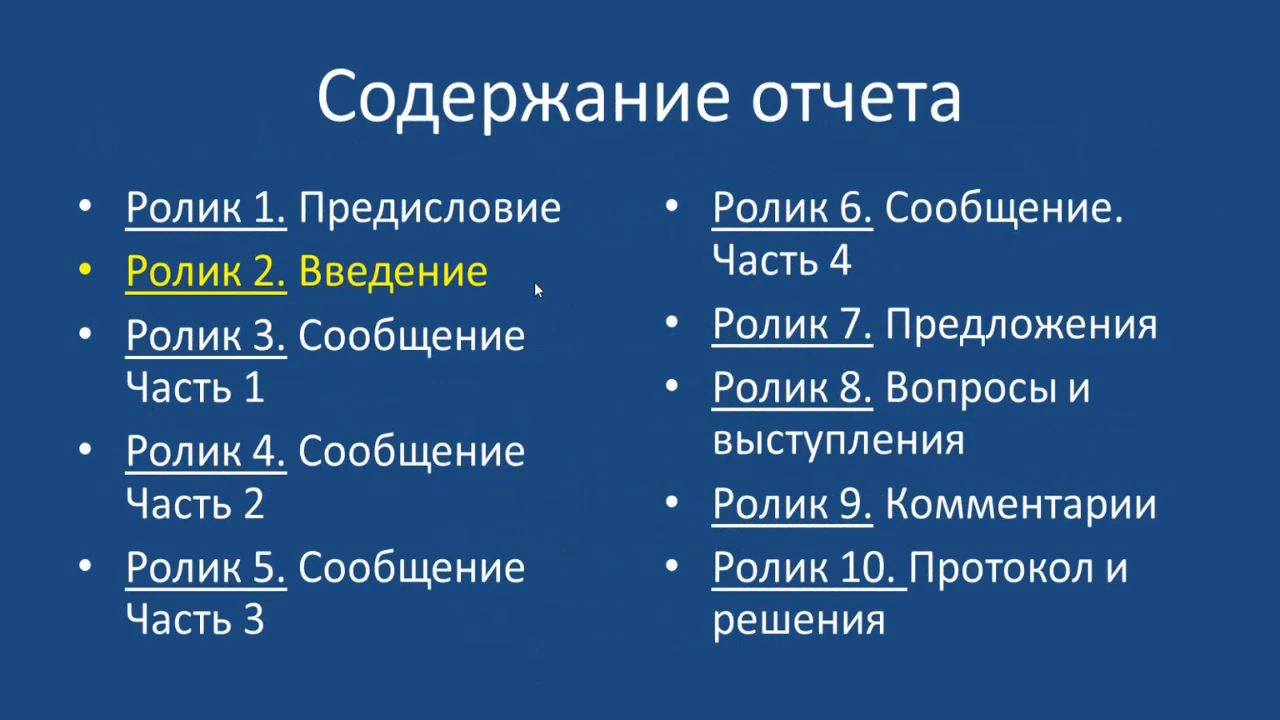 Содержание отчета
• Ролик 1. Предисловие
• Ролик 2. Введение
• Ролик 3. Сообщение
Часть 1
• Ролик 4. Сообщение
Часть 2
• Ролик 5. Сообщение
Часть 3
• Ролик 6. Сообщение.
Часть 4
• Ролик 7. Предложения
• Ролик 8. Вопросы и
выступления
• Ролик 9. Комментарии
• Ролик 10. Протокол и
решения